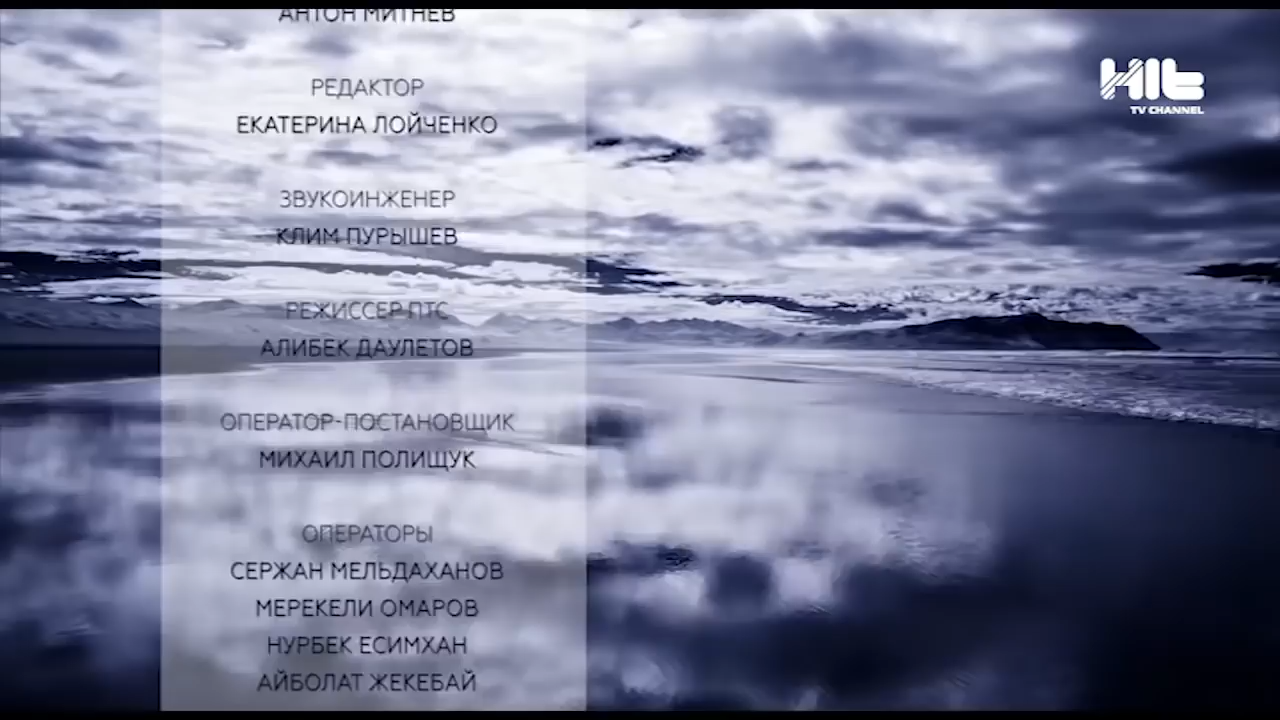 АНТОН МИТНЕВ
HIt
TV CHANNEL
РЕДАКТОР
ЕКАТЕРИНА ЛОЙЧЕНКО
ЗВУКОИНЖЕНЕР
КЛИМ ПУРЫШЕВ
РЕЖИССЕР ПТС
АЛИБЕК ДАУЛЕТОВ
ОПЕРАТОР-ПОСТАНОВЩИК
МИХАИЛ ПОЛИЩУК
ОПЕРАТОРЫ
СЕРЖАН МЕЛЬДАХАНОВ
МЕРЕКЕЛИ ОМАРОВ
НУРБЕК ЕСИМХАН
АЙБОЛАТ ЖЕКЕБАЙ